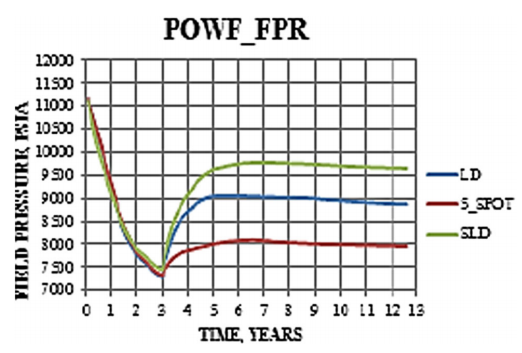 POWF_FPR
FIELD PRESSURE, PSIA
12000
11500
11000
10500
10000
9500
9000
8500
8000
7500
7000
0 1 2 3 4 5 6 7 8 9 10 11 12 13
TIME, YEARS
LD
5_SPOT
SLD